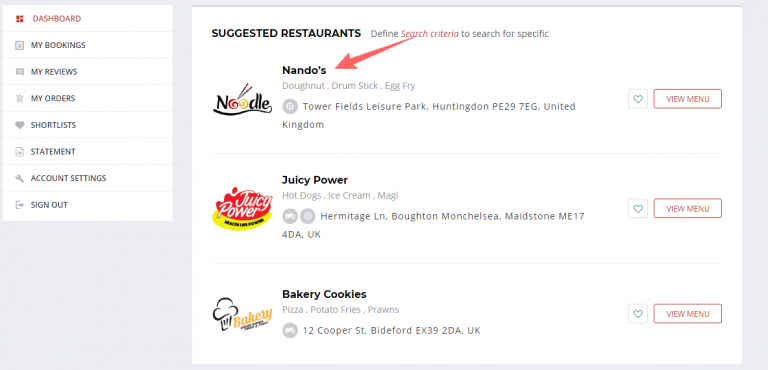 DASHBOARD
MY BOOKINGS
MY REVIEWS
MY ORDERS
SHORTLISTS
STATEMENT
ACCOUNT SETTINGS
SIGN OUT
SUGGESTED RESTAURANTS Define Search criteria to search for specific
Noodle
Nando's
Doughnut , Drum Stick , Egg Fry
Tower Fields Leisure Park, Huntingdon PE29 7EG, United
Kingdom
VIEW MENU
Juicy
Power
HEALTH LIFE POWER!
Juicy Power
Hot Dogs , Ice Cream , Magi
Hermitage Ln, Boughton Monchelsea, Maidstone ME17
4DA, UK
VIEW MENU
Bakery
Bakery Cookies
Pizza , Potato Fries , Prawns
12 Cooper St, Bideford EX39 2DA, UK
VIEW MENU